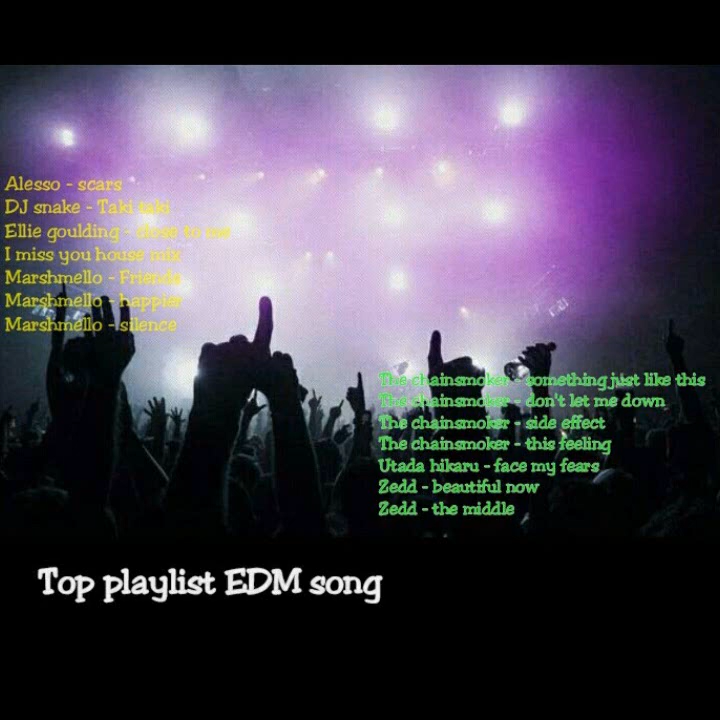 Alesso - scars
DJ snake - Taki taki
Ellie goulding - close to me
I miss you house mix
Marshmello - Friends
Marshmello - happier
Marshmello - silence
The chainsmoker - something just like this
The chainsmoker - don't let me down
The chainsmoker - side effect
The chainsmoker - this feeling
Utada hikaru - face my fears
Zedd - beautiful now
Zedd - the middle
Top playlist EDM song